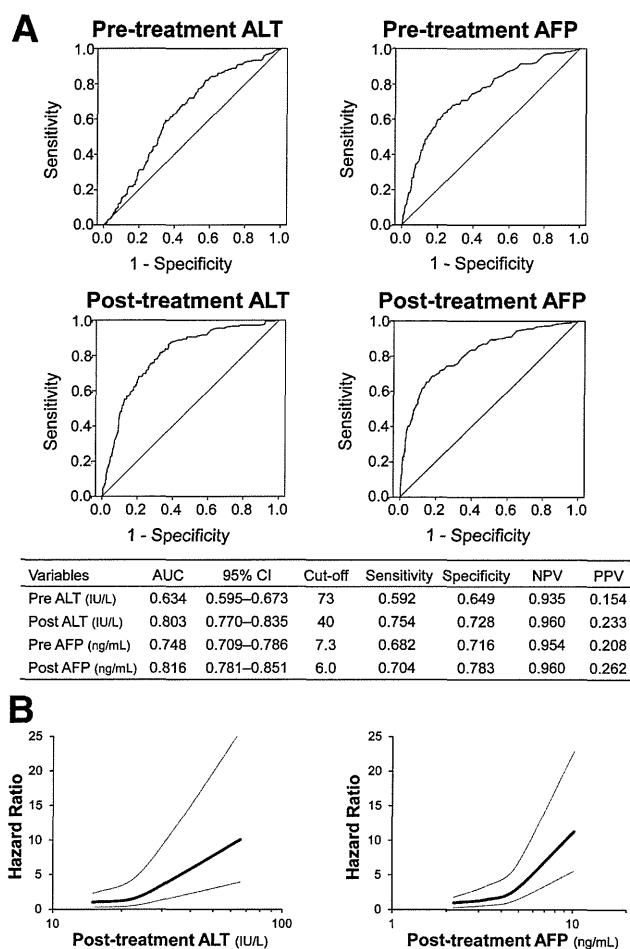 A
Pre-treatment ALT
Pre-treatment AFP
Sensitivity
1.0
0.8
0.6
0.4
0.2
0.0
0.0 0.2 0.4 0.6 0.8 1.0
1 - Specificity
Sensitivity
1.0
0.8
0.6
0.4
0.2
0.0
0.0 0.2 0.4 0.6 0.8 1.0
1 - Specificity
Post-treatment ALT
Post-treatment AFP
Sensitivity
1.0
0.8
0.6
0.4
0.2
0.0
0.0 0.2 0.4 0.6 0.8 1.0
1 - Specificity
Sensitivity
1.0
0.8
0.6
0.4
0.2
0.0
0.0 0.2 0.4 0.6 0.8 1.0
1 - Specificity
Variables AUC 95% CI Cut-off Sensitivity Specificity NPV PPV
Pre ALT (IU/L) 0.634 0.595–0.673 73 0.592 0.649 0.935 0.154
Post ALT (IU/L) 0.803 0.770–0.835 40 0.754 0.728 0.960 0.233
Pre AFP (ng/mL) 0.748 0.709–0.786 7.3 0.682 0.716 0.954 0.208
Post AFP (ng/mL) 0.816 0.781–0.851 6.0 0.704 0.783 0.960 0.262
B
Hazard Ratio
25
20
15
10
5
0
10 100
Post-treatment ALT (IU/L)
Hazard Ratio
25
20
15
10
5
0
1 10
Post-treatment AFP (ng/mL)